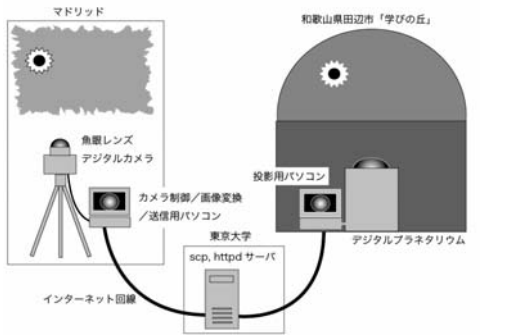 マドリッド
和歌山県田辺市「学びの丘」
魚眼レンズ
デジタルカメラ
カメラ制御／画像変換
／送信用パソコン
投影用パソコン
デジタルプラネタリウム
東京大学
scp, httpd サーバ
インターネット回線